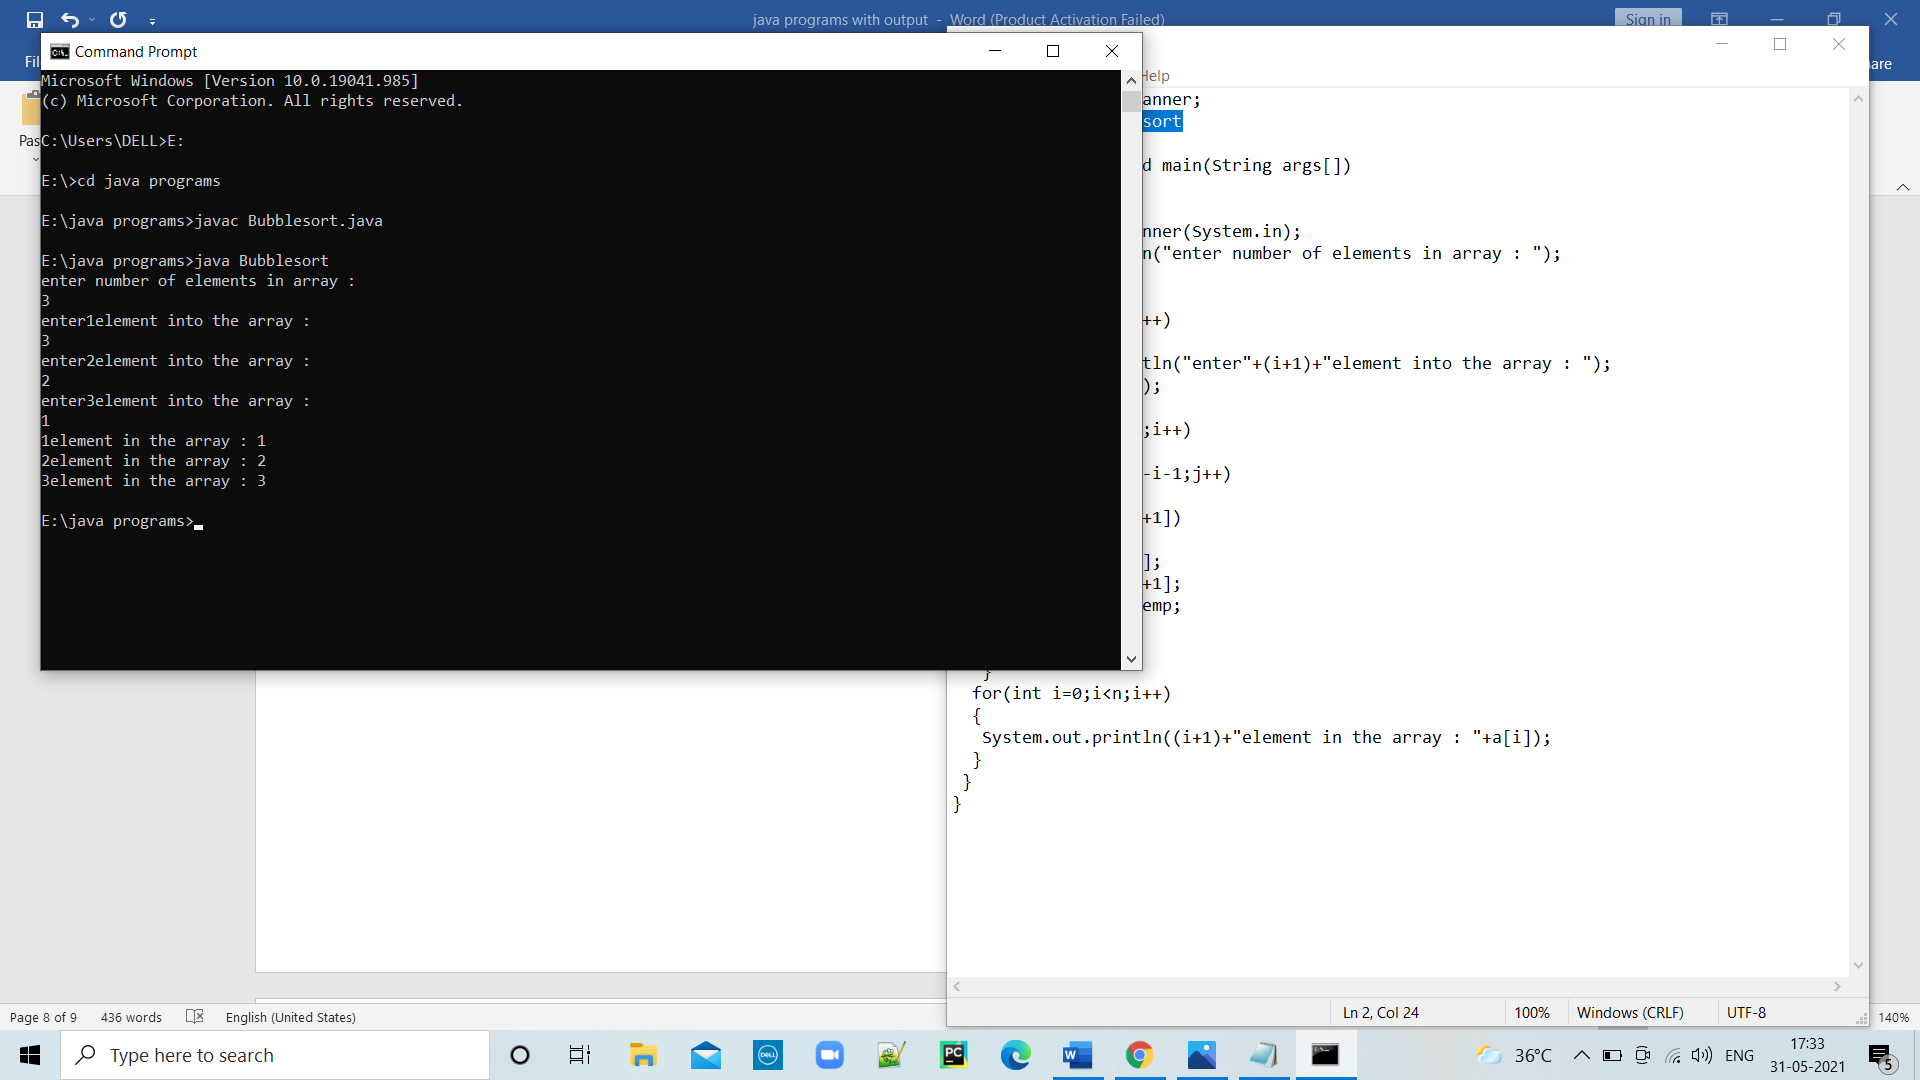 java programs with output - Word (Product Activation Failed)
Sign in
Command Prompt
Microsoft Windows [Version 10.0.19041.985]
(c) Microsoft Corporation. All rights reserved.
C:\Users\DELL>E:
E:\>cd java programs
E:\java programs>javac Bubblesort.java
E:\java programs>java Bubblesort
enter number of elements in array :
3
enter1element into the array :
3
enter2element into the array :
2
enter3element into the array :
1
1element in the array : 1
2element in the array : 2
3element in the array : 3
E:\java programs>
Fil
Pas
are
Help
anner;
sort
d main(String args[])
nner(System.in);
n("enter number of elements in array : ");
++)
tln("enter"+(i+1)+"element into the array : ");
);
;i++)
-i-1;j++)
+1])
];
+1];
emp;
}
for(int i=0;i<n;i++)
{
System.out.println((i+1)+"element in the array : "+a[i]);
}
}
}
Ln 2, Col 24
100%
Windows (CRLF)
UTF-8
Page 8 of 9
436 words
English (United States)
140%
Type here to search
DELL
PC
W
36°C
ENG
17:33
31-05-2021
5